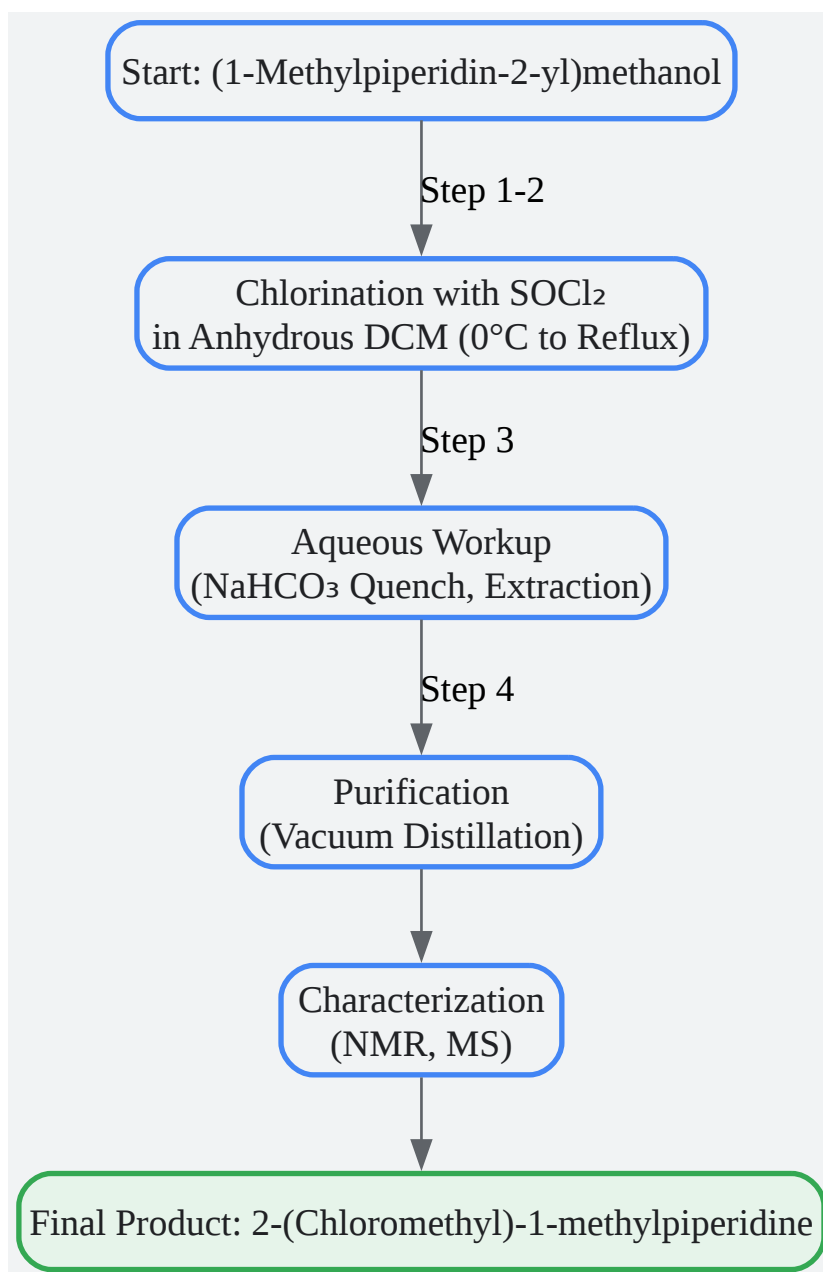 Start: (1-Methylpiperidin-2-yl)methanol
Step 1-2
Chlorination with SOCl₂
in Anhydrous DCM (0°C to Reflux)
Step 3
Aqueous Workup
(NaHCO₃ Quench, Extraction)
Step 4
Purification
(Vacuum Distillation)
Characterization
(NMR, MS)
Final Product: 2-(Chloromethyl)-1-methylpiperidine